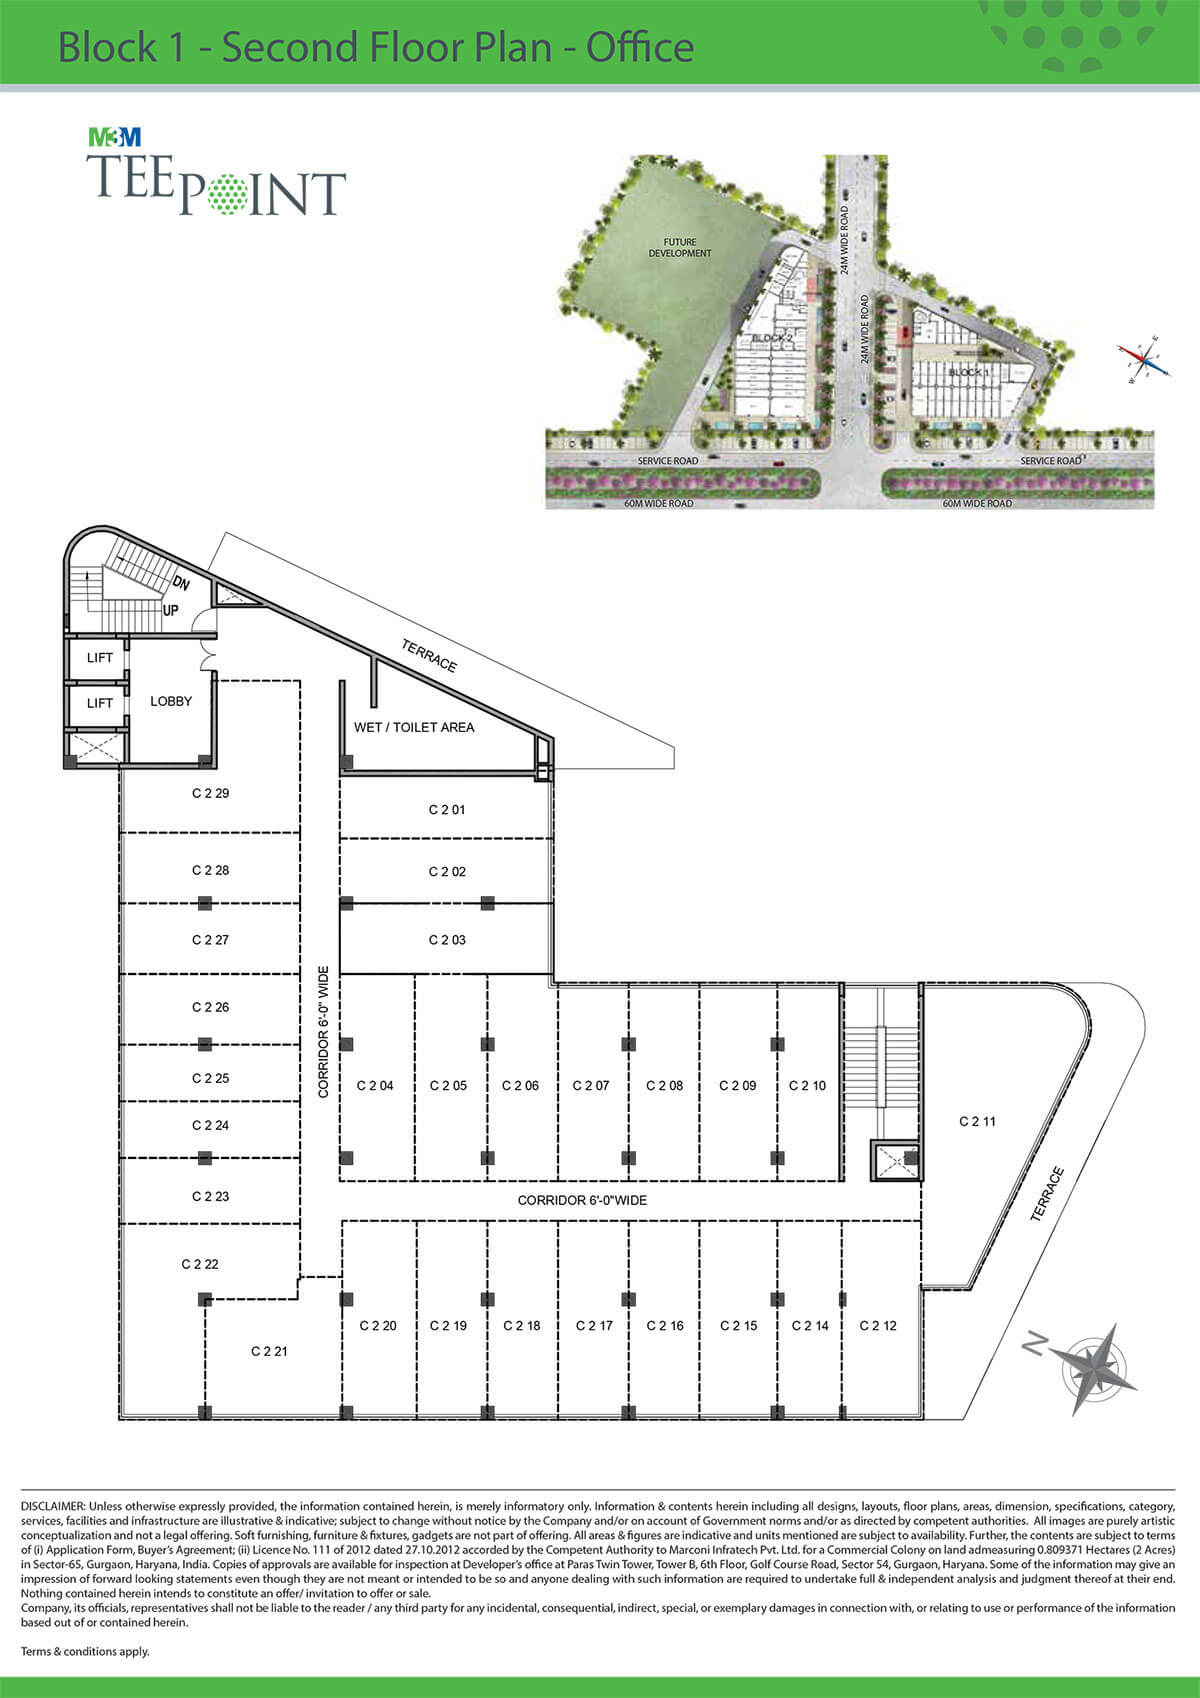 Block 1 - Second Floor Plan - Office
M3M
TEE POINT
FUTURE
DEVELOPMENT
24M WIDE ROAD
24M WIDE ROAD
BLOCK 2
BLOCK 1
E
W
SERVICE ROAD
SERVICE ROAD
60M WIDE ROAD
60M WIDE ROAD
DN
UP
LIFT
LIFT
LOBBY
TERRACE
WET / TOILET AREA
C 2 29
C 2 01
C 2 28
C 2 02
C 2 27
C 2 03
C 2 26
CORRIDOR 6'-0" WIDE
C 2 25
C 2 04
C 2 05
C 2 06
C 2 07
C 2 08
C 2 09
C 2 10
C 2 24
C 2 11
C 2 23
CORRIDOR 6'-0"WIDE
TERRACE
C 2 22
C 2 21
C 2 20
C 2 19
C 2 18
C 2 17
C 2 16
C 2 15
C 2 14
C 2 12
N
DISCLAIMER: Unless otherwise expressly provided, the information contained herein, is merely informatory only. Information & contents herein including all designs, layouts, floor plans, areas, dimension, specifications, category,
services, facilities and infrastructure are illustrative & indicative; subject to change without notice by the Company and/or on account of Government norms and/or as directed by competent authorities. All images are purely artistic
conceptualization and not a legal offering. Soft furnishing, furniture & fixtures, gadgets are not part of offering. All areas & figures are indicative and units mentioned are subject to availability. Further, the contents are subject to terms
of (i) Application Form, Buyer's Agreement; (ii) Licence No. 111 of 2012 dated 27.10.2012 accorded by the Competent Authority to Marconi Infratech Pvt. Ltd. for a Commercial Colony on land admeasuring 0.809371 Hectares (2 Acres)
in Sector-65, Gurgaon, Haryana, India. Copies of approvals are available for inspection at Developer's office at Paras Twin Tower, Tower B, 6th Floor, Golf Course Road, Sector 54, Gurgaon, Haryana. Some of the information may give an
impression of forward looking statements even though they are not meant or intended to be so and anyone dealing with such information are required to undertake full & independent analysis and judgment thereof at their end.
Nothing contained herein intends to constitute an offer/ invitation to offer or sale.
Company, its officials, representatives shall not be liable to the reader / any third party for any incidental, consequential, indirect, special, or exemplary damages in connection with, or relating to use or performance of the information
based out of or contained herein.
Terms & conditions apply.